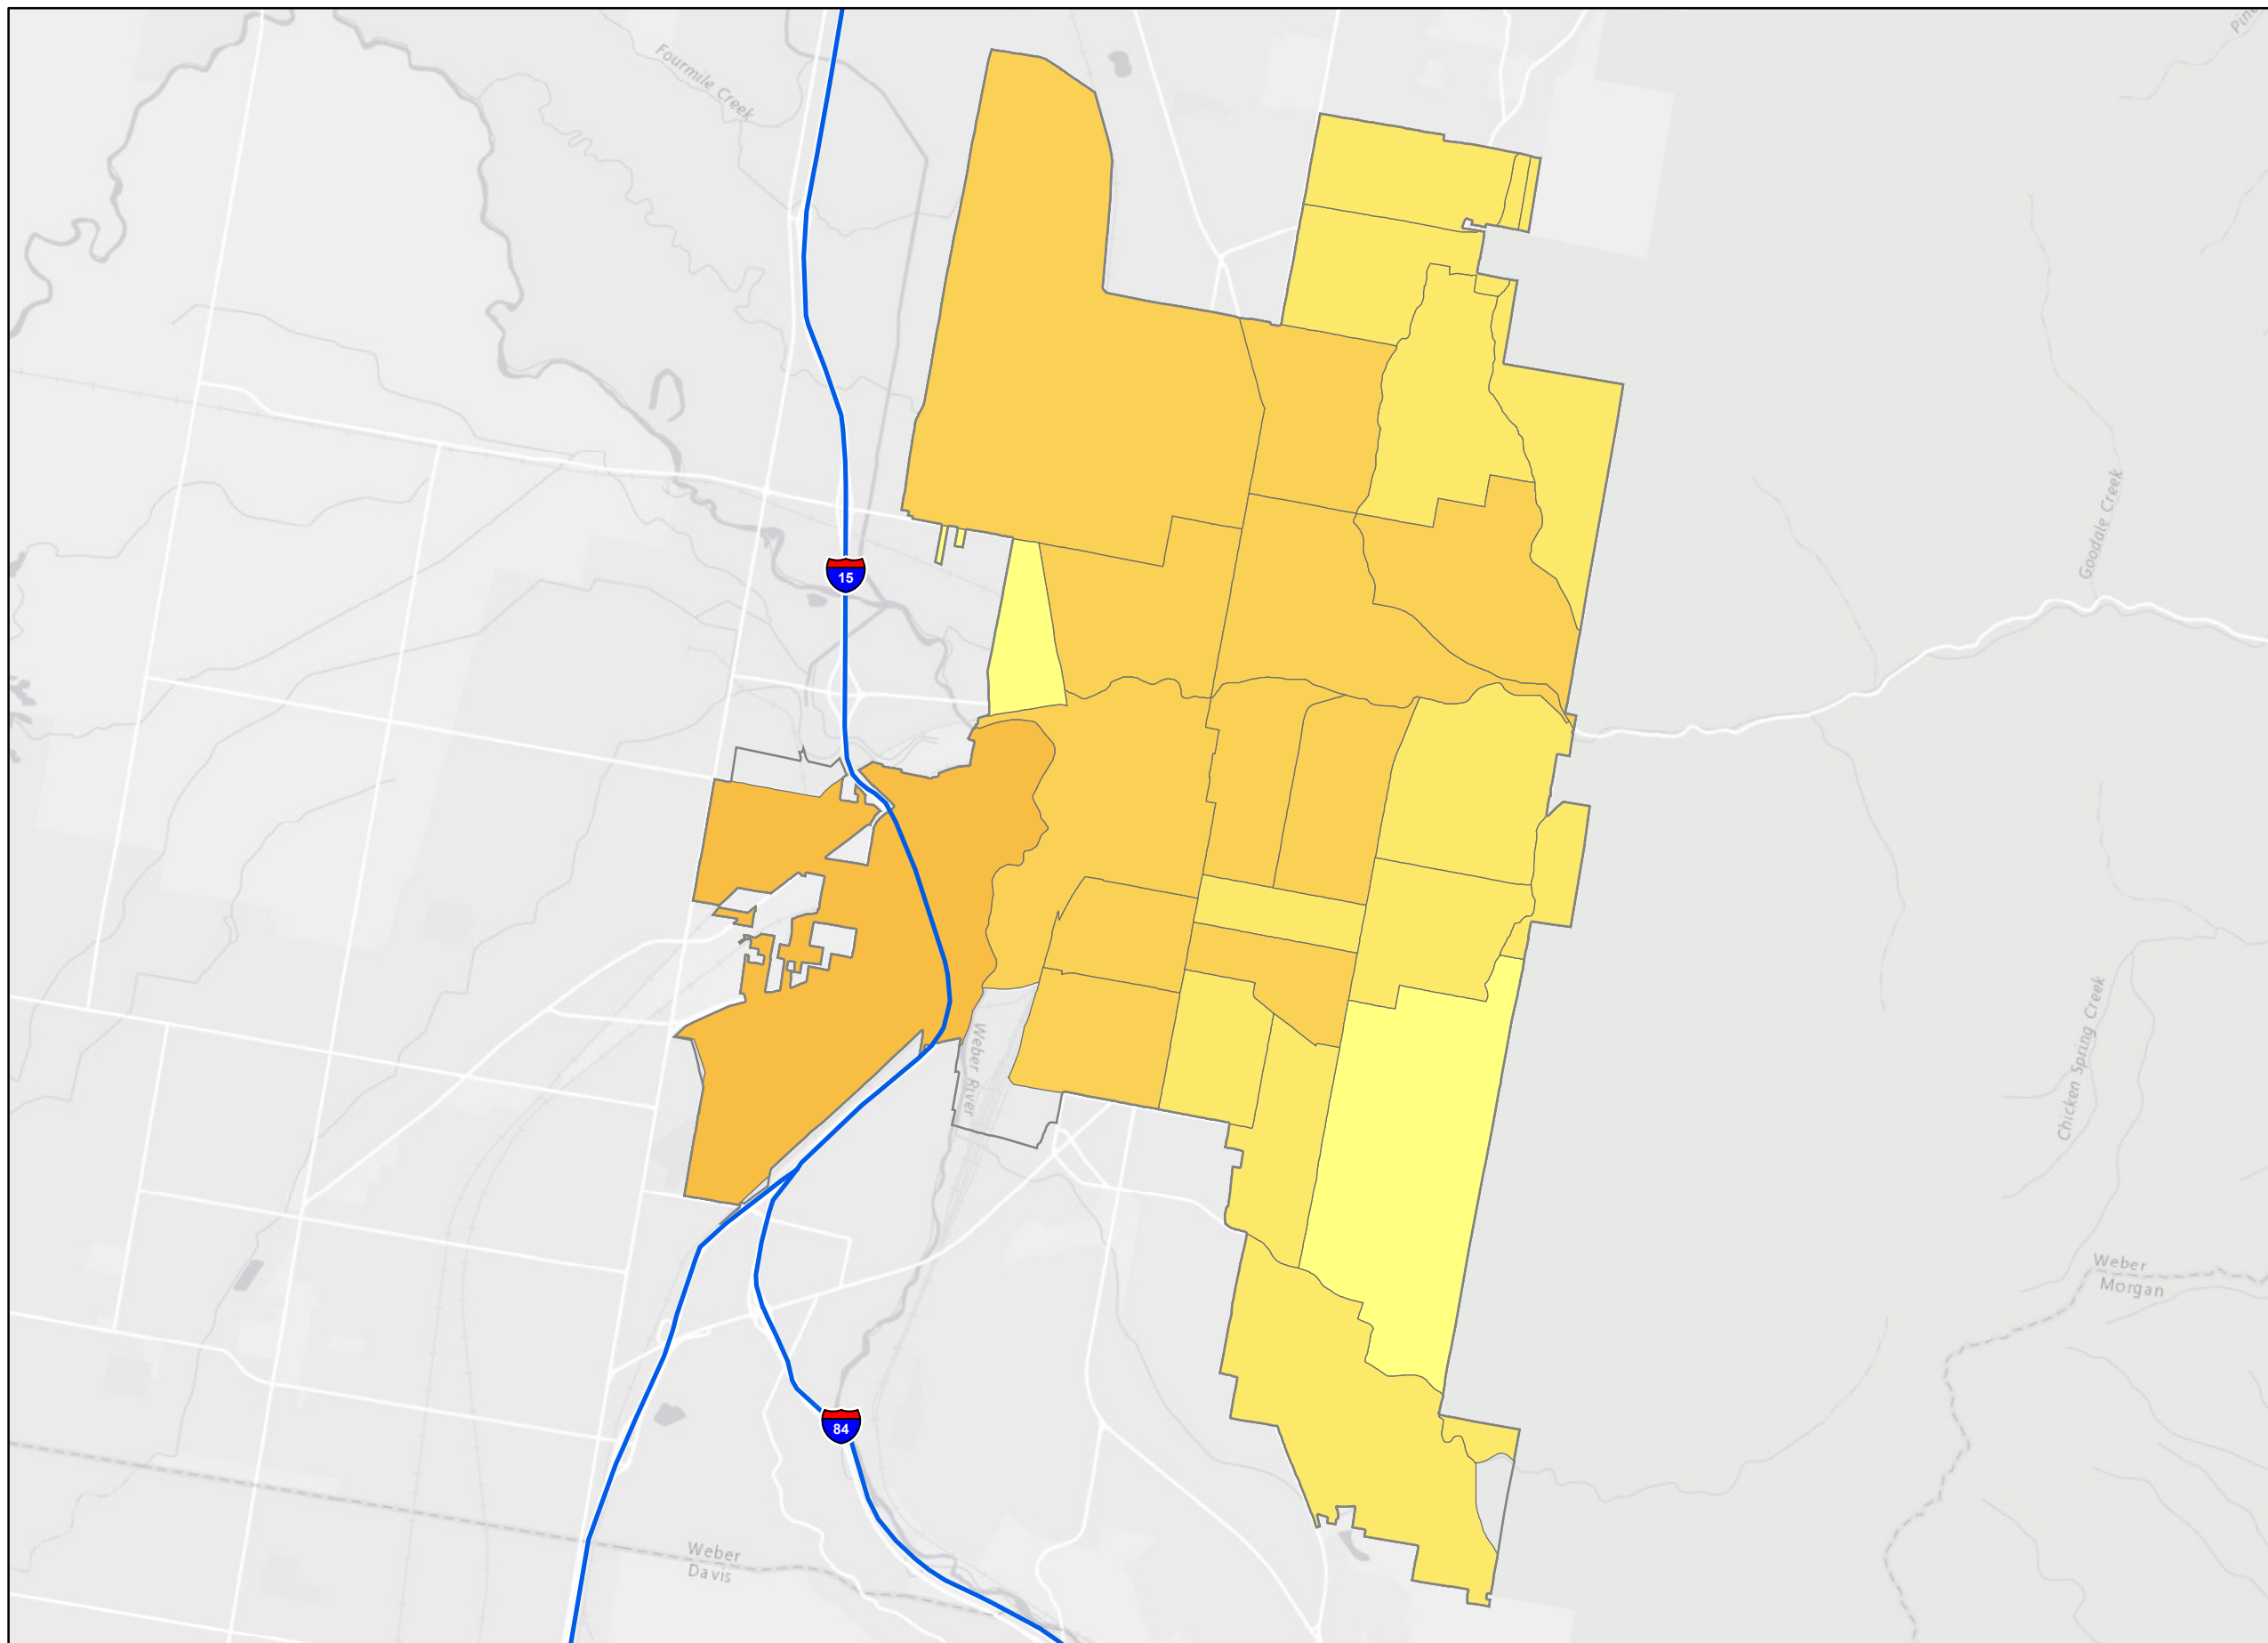 Fourmile Creek
15
Goodale Creek
Weber River
Chicken Spring Creek
Weber
Morgan
84
Weber
Davis